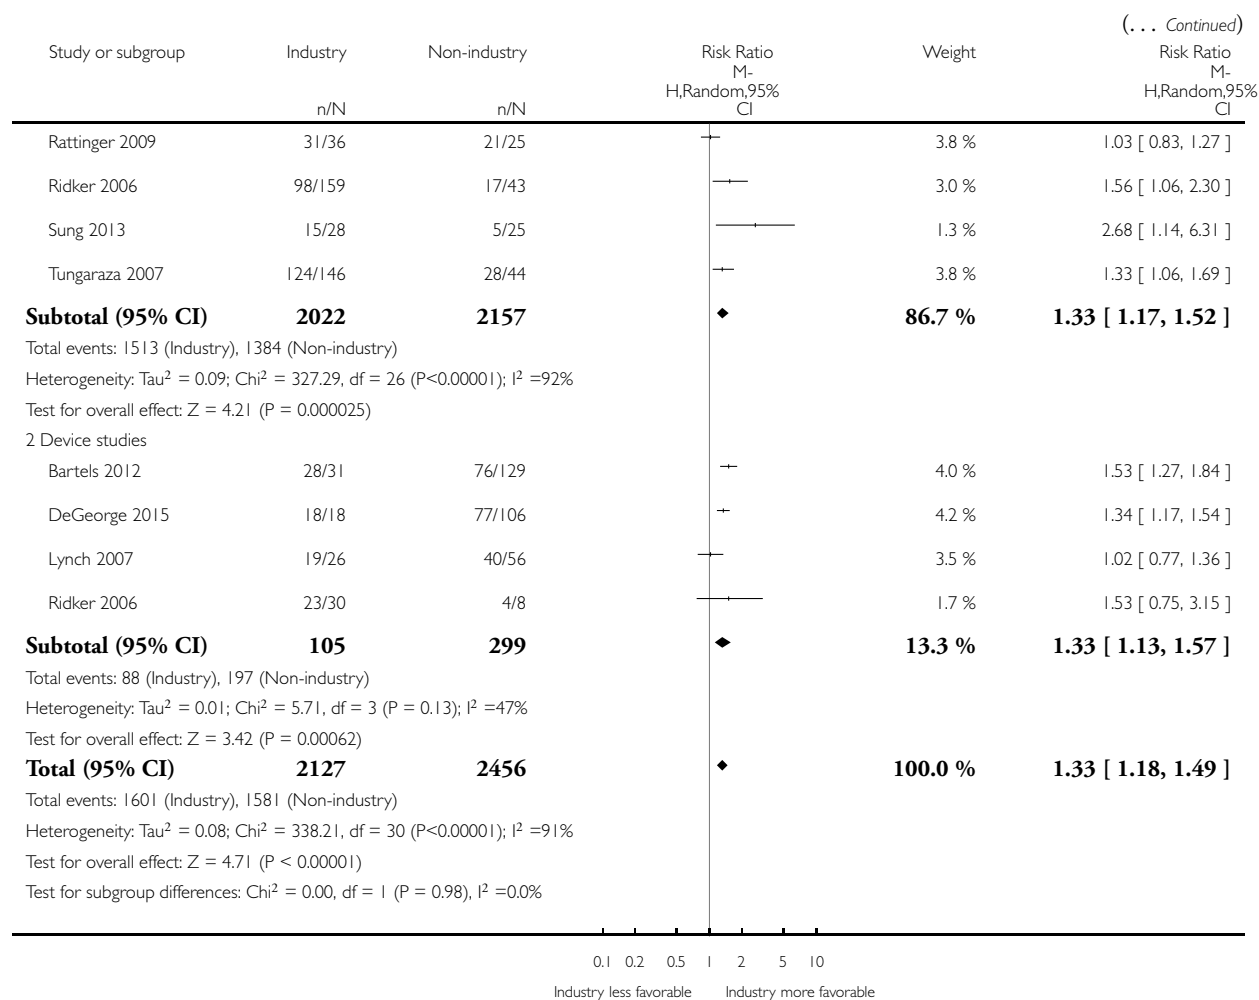 (. . . Continued)
Study or subgroup Industry Non-industry Risk Ratio Weight Risk Ratio
M- M-
H,Random,95% H,Random,95%
n/N n/N CI CI
Rattinger 2009 31/36 21/25 3.8 % 1.03 [ 0.83, 1.27 ]
Ridker 2006 98/159 17/43 3.0 % 1.56 [ 1.06, 2.30 ]
Sung 2013 15/28 5/25 1.3 % 2.68 [ 1.14, 6.31 ]
Tungaraza 2007 124/146 28/44 3.8 % 1.33 [ 1.06, 1.69 ]
Subtotal (95% CI) 2022 2157 86.7 % 1.33 [ 1.17, 1.52 ]
Total events: 1513 (Industry), 1384 (Non-industry)
Heterogeneity: Tau² = 0.09; Chi² = 327.29, df = 26 (P<0.00001); I² =92%
Test for overall effect: Z = 4.21 (P = 0.000025)
2 Device studies
Bartels 2012 28/31 76/129 4.0 % 1.53 [ 1.27, 1.84 ]
DeGeorge 2015 18/18 77/106 4.2 % 1.34 [ 1.17, 1.54 ]
Lynch 2007 19/26 40/56 3.5 % 1.02 [ 0.77, 1.36 ]
Ridker 2006 23/30 4/8 1.7 % 1.53 [ 0.75, 3.15 ]
Subtotal (95% CI) 105 299 13.3 % 1.33 [ 1.13, 1.57 ]
Total events: 88 (Industry), 197 (Non-industry)
Heterogeneity: Tau² = 0.01; Chi² = 5.71, df = 3 (P = 0.13); I² =47%
Test for overall effect: Z = 3.42 (P = 0.00062)
Total (95% CI) 2127 2456 100.0 % 1.33 [ 1.18, 1.49 ]
Total events: 1601 (Industry), 1581 (Non-industry)
Heterogeneity: Tau² = 0.08; Chi² = 338.21, df = 30 (P<0.00001); I² =91%
Test for overall effect: Z = 4.71 (P < 0.00001)
Test for subgroup differences: Chi² = 0.00, df = 1 (P = 0.98), I² =0.0%
0.1 0.2 0.5 1 2 5 10
Industry less favorable Industry more favorable